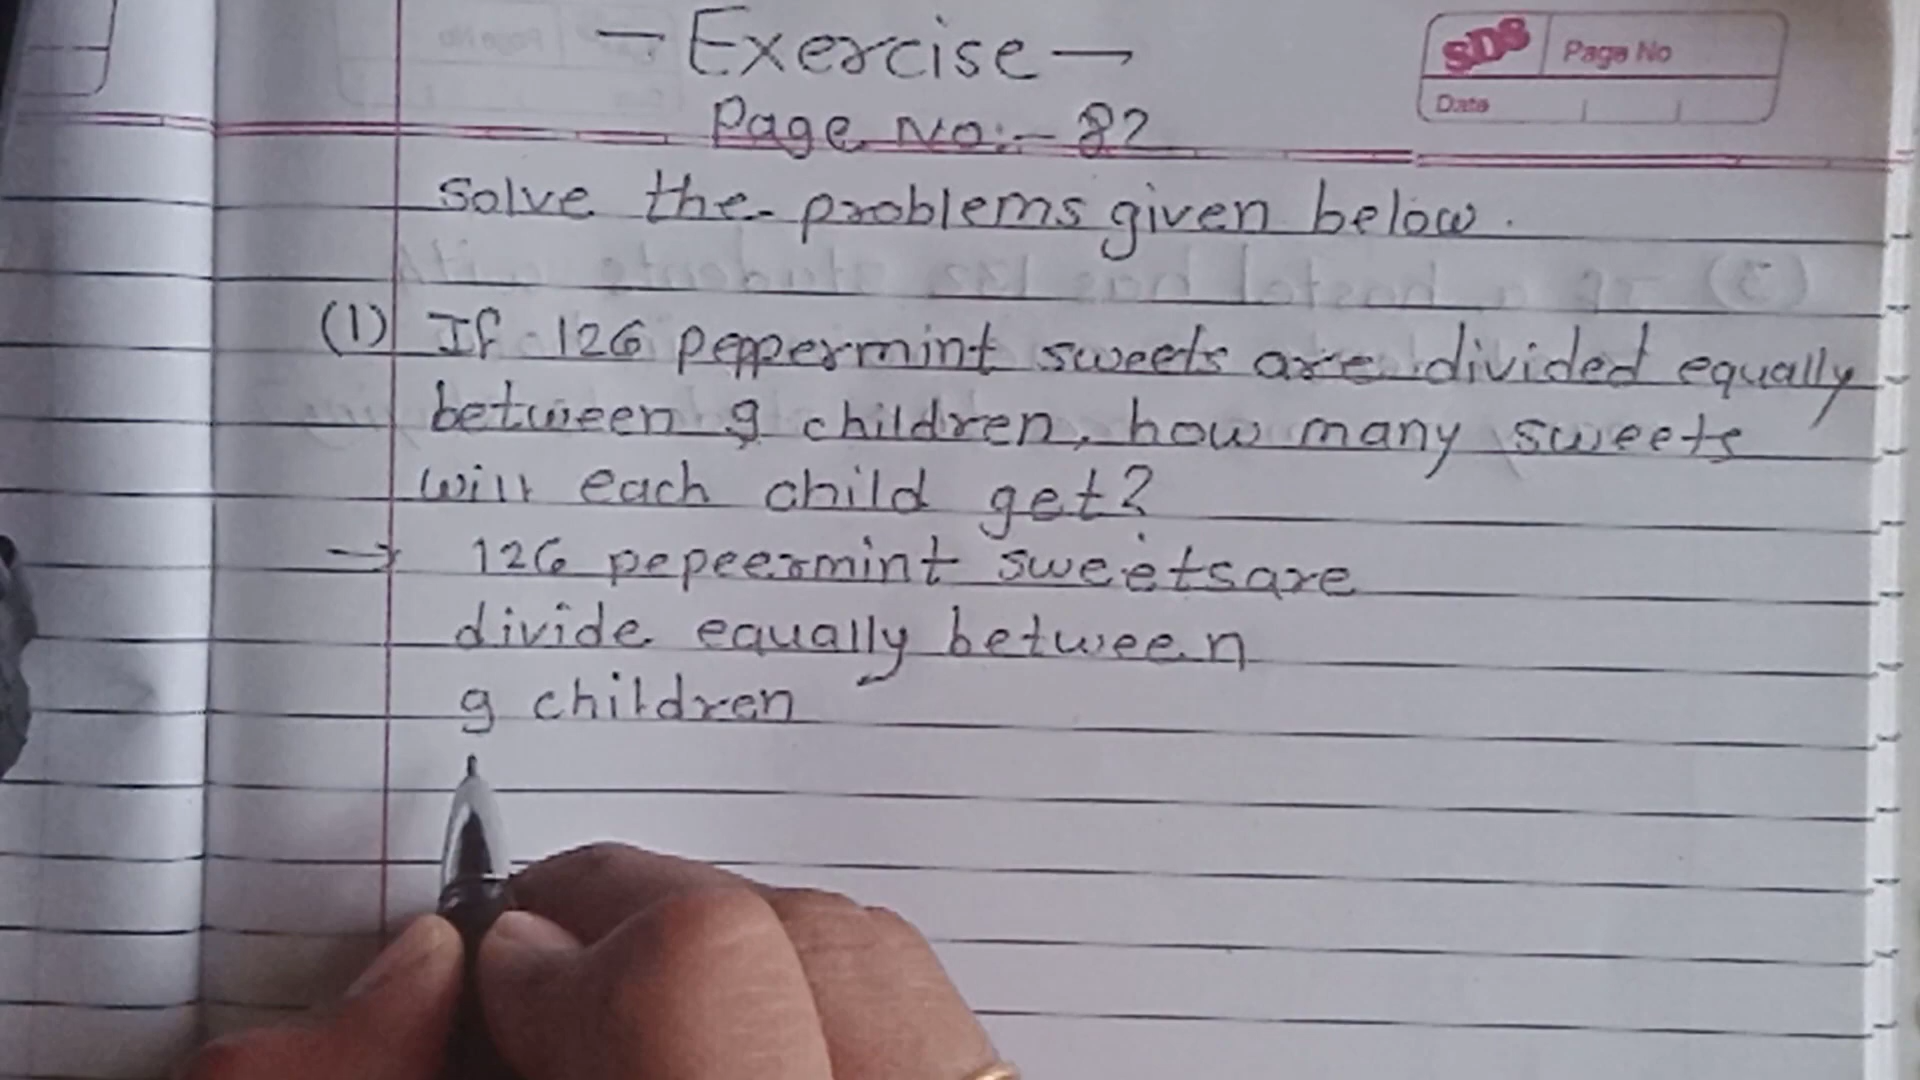 - Exercise -
Page No:- 82
SDS Page No
Date
Solve the problems given below.
(1) If 126 peppermint sweets are divided equally
between 9 children, how many sweets
will each child get?
→ 126 pepeermint sweets are
divide equally between
9 children